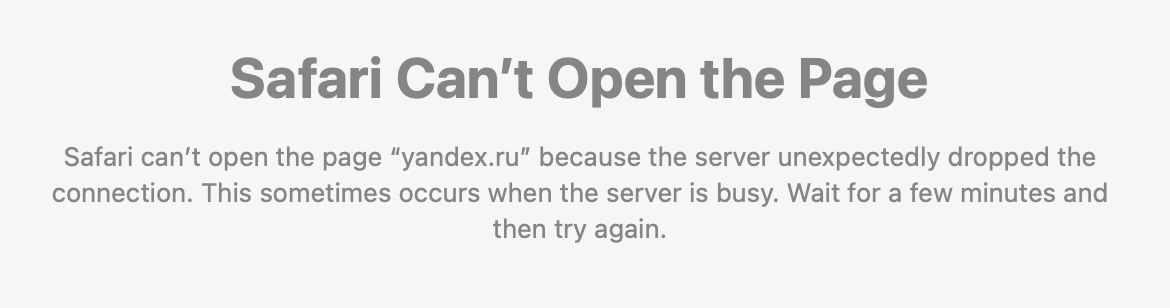 Safari Can’t Open the Page
Safari can’t open the page “yandex.ru” because the server unexpectedly dropped the
connection. This sometimes occurs when the server is busy. Wait for a few minutes and
then try again.